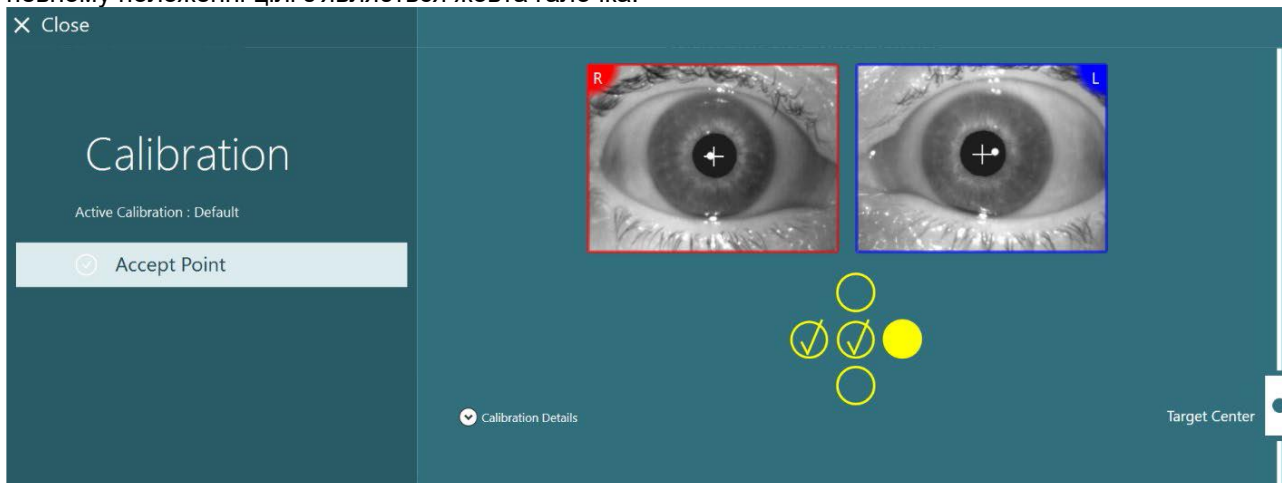 Close
R
L
Calibration
Active Calibration : Default
Accept Point
Calibration Details
Target Center